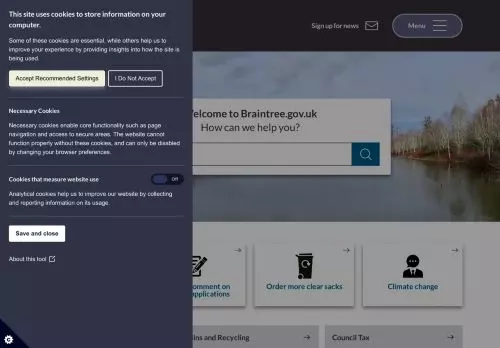 This site uses cookies to store information on your
computer.
Some of these cookies are essential, while others help us to
improve your experience by providing insights into how the site is
being used.
Accept Recommended Settings
I Do Not Accept
Necessary Cookies
Necessary cookies enable core functionality such as page
navigation and access to secure areas. The website cannot
function properly without these cookies, and can only be disabled
by changing your browser preferences.
Cookies that measure website use
Off
Analytical cookies help us to improve our website by collecting
and reporting information on its usage.
Save and close
About this tool
Sign up for news
Menu
elcome to Braintree.gov.uk
How can we help you?
omment on
applications
Order more clear sacks
Climate change
ins and Recycling
Council Tax